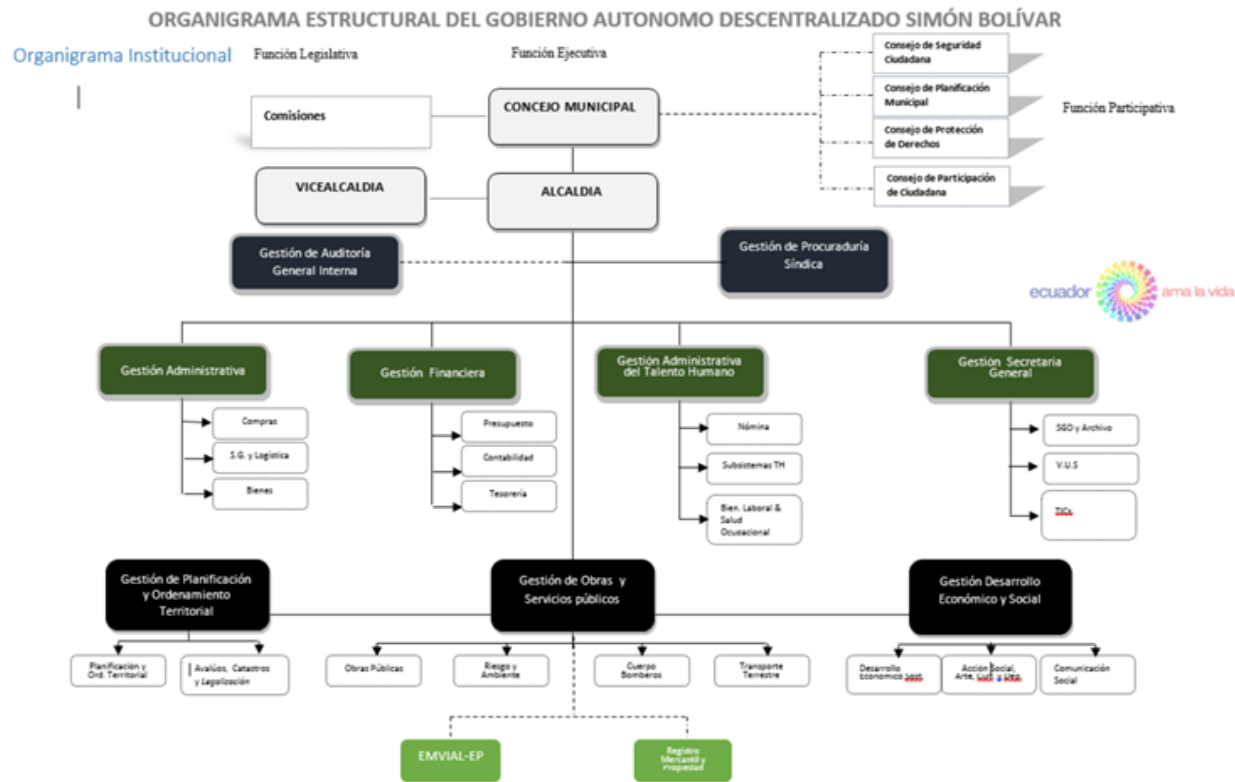 ORGANIGRAMA ESTRUCTURAL DEL GOBIERNO AUTONOMO DESCENTRALIZADO SIMÓN BOLÍVAR
Organigrama Institucional
Función Legislativa
Función Ejecutiva
Consejo de Seguridad
Ciudadana
Comisiones
CONCEJO MUNICIPAL
Consejo de Planificación
Municipal
Función Participativa
Consejo de Protección
de Derechos
VICEALCALDIA
ALCALDIA
Consejo de Participación
de Ciudadana
Gestión de Auditoría
General Interna
Gestión de Procuraduría
Síndica
ecuador
ama la vida
Gestión Administrativa
Gestión Financiera
Gestión Administrativa
del Talento Humano
Gestión Secretaria
General
Compras
S.G. y Logística
Bienes
Presupuesto
Contabilidad
Tesorería
Nómina
Subsistemas TH
Bien. Laboral &
Salud
Ocupacional
SGO y Archivo
V.U.S
TICs
Gestión de Planificación
y Ordenamiento
Territorial
Gestión de Obras y
Servicios públicos
Gestión Desarrollo
Económico y Social
Planificacion y
Ord. Territorial
Avalúos, Catastros
y Legalización
Obras Públicas
Riesgo y
Ambiente
Cuerpo
Bomberos
Transporte
Terrestre
Desarrollo
Economico Sost.
Acción Social,
Arte, Cult. y Dep.
Comunicación
Social
EMVIAL-EP
Registro
Mercantil y
Propiedad